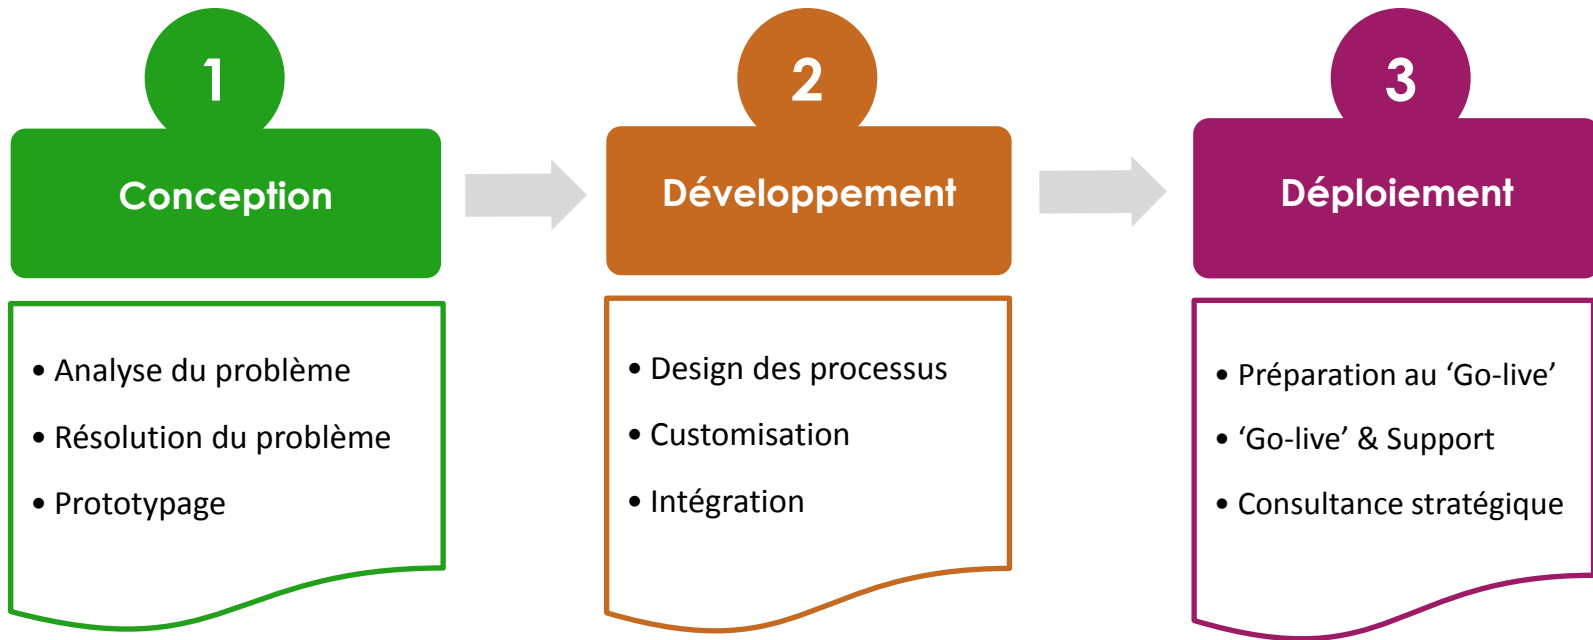 1
Conception
• Analyse du problème
• Résolution du problème
• Prototypage
2
Développement
• Design des processus
• Customisation
• Intégration
3
Déploiement
• Préparation au ‘Go-live’
• ‘Go-live’ & Support
• Consultance stratégique